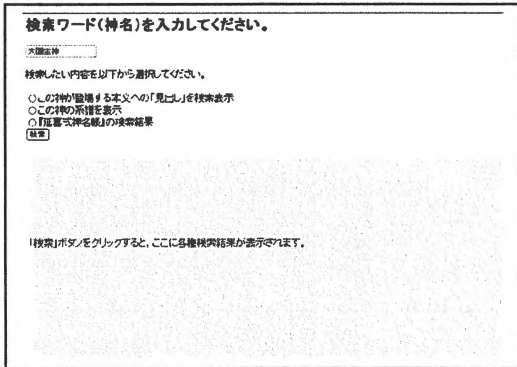 検索ワード(神名)を入力してください。
大国主神
検索したい内容を以下から選択してください。
○この神が登場する本文への「見出し」を検索表示
○この神の系譜を表示
○『延喜式神名帳』の検索結果
検索
「検索」ボタンをクリックすると、ここに各種検索結果が表示されます。